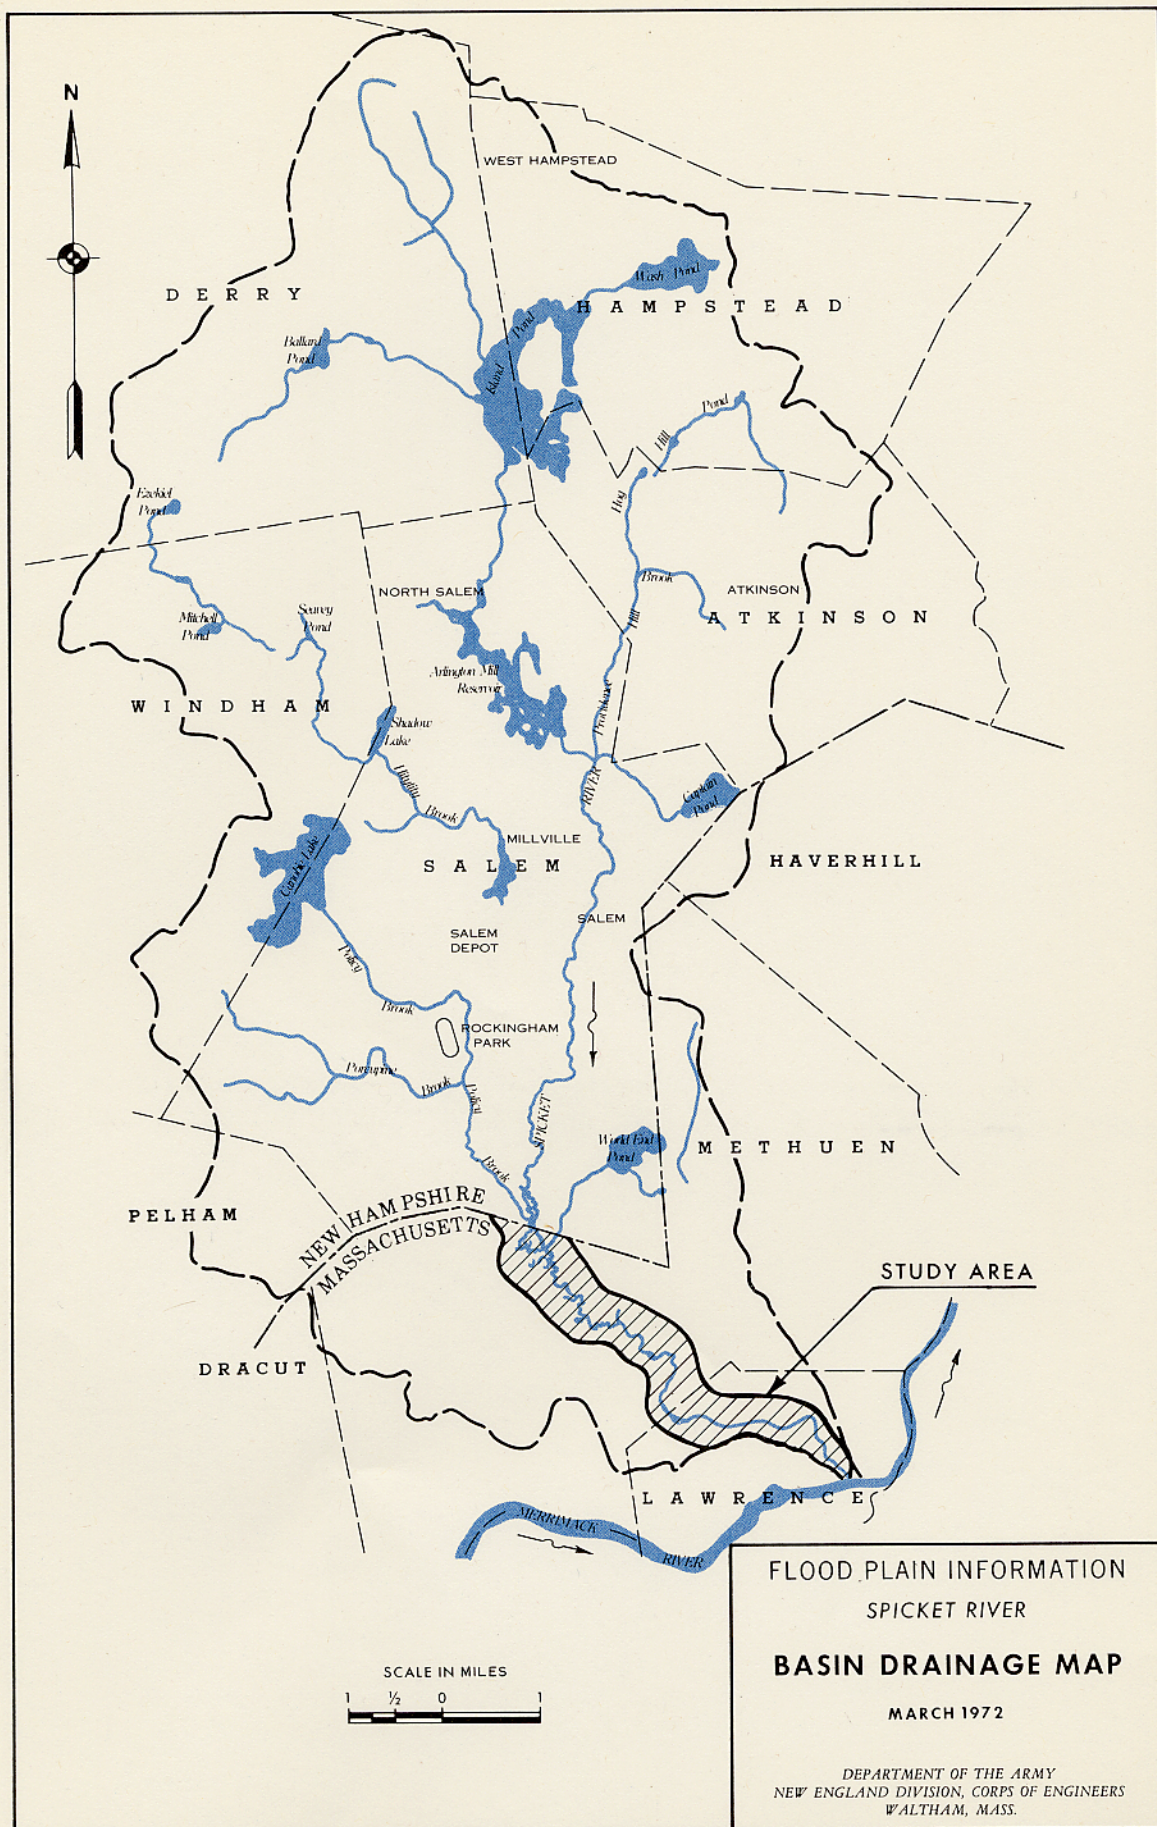 N
WEST HAMPSTEAD
Wash Pond
DERRY
HAMPSTEAD
Ballard
Pond
Island Pond
Hill Pond
Ezekiel
Pond
Hog
Brook
NORTH SALEM
ATKINSON
ATKINSON
Mitchell
Pond
Seavey
Pond
Hill
Arlington Mill
Reservoir
Providence
WINDHAM
Shadow
Lake
Hittytity
Brook
RIVER
Captain
Pond
MILLVILLE
SALEM
HAVERHILL
Canobie Lake
SALEM
SALEM
DEPOT
Policy
Brook
ROCKINGHAM
PARK
Porcupine
Brook
Policy
Brook
SPICKET
World End
Pond
METHUEN
PELHAM
NEW HAMPSHIRE
MASSACHUSETTS
STUDY AREA
DRACUT
LAWRENCE
MERRIMACK
RIVER
SCALE IN MILES
1 ½ 0 1
FLOOD PLAIN INFORMATION
SPICKET RIVER
BASIN DRAINAGE MAP
MARCH 1972
DEPARTMENT OF THE ARMY
NEW ENGLAND DIVISION, CORPS OF ENGINEERS
WALTHAM, MASS.